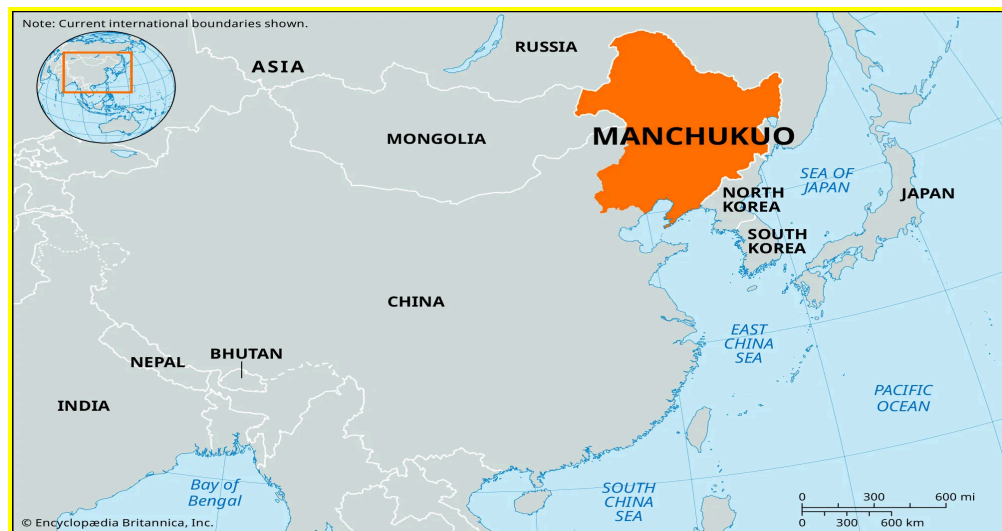 Note: Current international boundaries shown.
RUSSIA
ASIA
MONGOLIA
MANCHUKUO
SEA OF
JAPAN
NORTH
KOREA
JAPAN
SOUTH
KOREA
CHINA
EAST
CHINA
SEA
NEPAL
BHUTAN
INDIA
PACIFIC
OCEAN
Bay of
Bengal
SOUTH
CHINA
SEA
0 300 600 mi
0 300 600 km
© Encyclopædia Britannica, Inc.